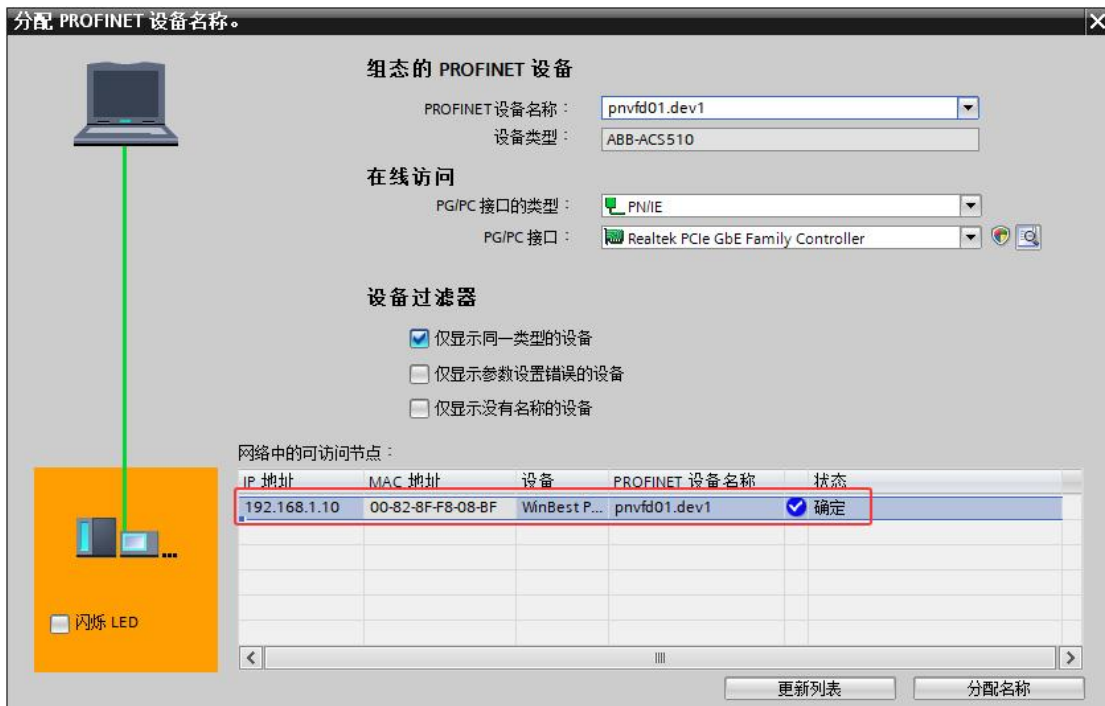 分配 PROFINET 设备名称。
组态的 PROFINET 设备
PROFINET设备名称： pnvfd01.dev1
设备类型： ABB-ACS510
在线访问
PG/PC 接口的类型： PN/IE
PG/PC 接口： Realtek PCIe GbE Family Controller
设备过滤器
仅显示同一类型的设备
仅显示参数设置错误的设备
仅显示没有名称的设备
网络中的可访问节点：
IP 地址 MAC 地址 设备 PROFINET 设备名称 状态
192.168.1.10 00-82-8F-F8-08-BF WinBest P... pnvfd01.dev1 确定
闪烁 LED
更新列表 分配名称